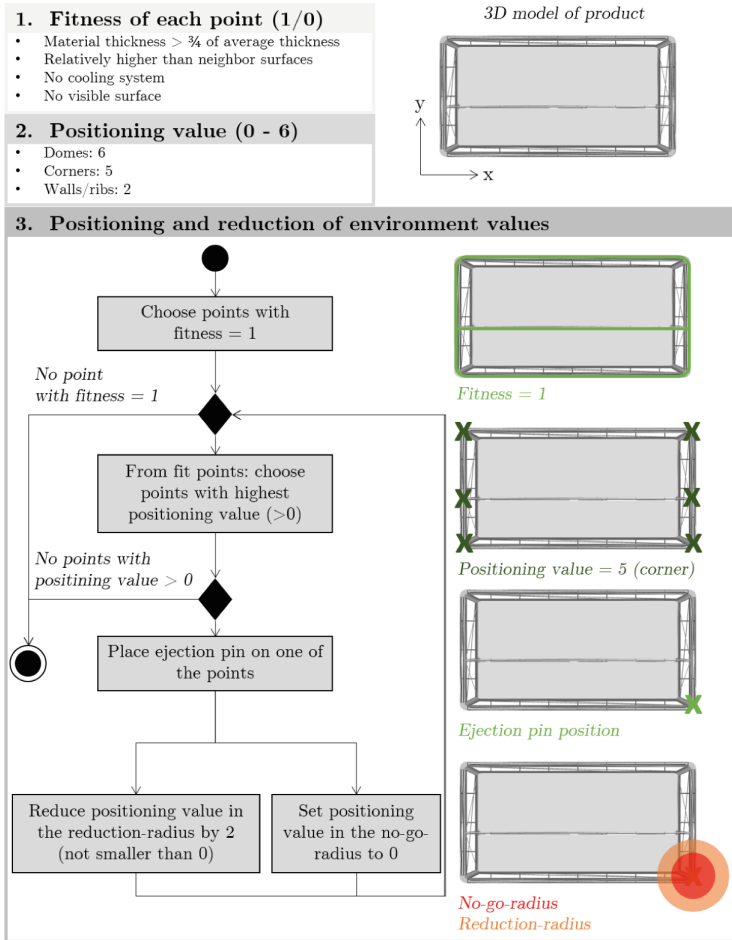 1. Fitness of each point (1/0)
• Material thickness > ¾ of average thickness
• Relatively higher than neighbor surfaces
• No cooling system
• No visible surface
2. Positioning value (0 - 6)
• Domes: 6
• Corners: 5
• Walls/ribs: 2
3D model of product
y
x
3. Positioning and reduction of environment values
Choose points with
fitness = 1
No point
with fitness = 1
From fit points: choose
points with highest
positioning value (>0)
No points with
positining value > 0
Place ejection pin on one of
the points
Reduce positioning value in
the reduction-radius by 2
(not smaller than 0)
Set positioning
value in the no-go-
radius to 0
Fitness = 1
Positioning value = 5 (corner)
Ejection pin position
No-go-radius
Reduction-radius